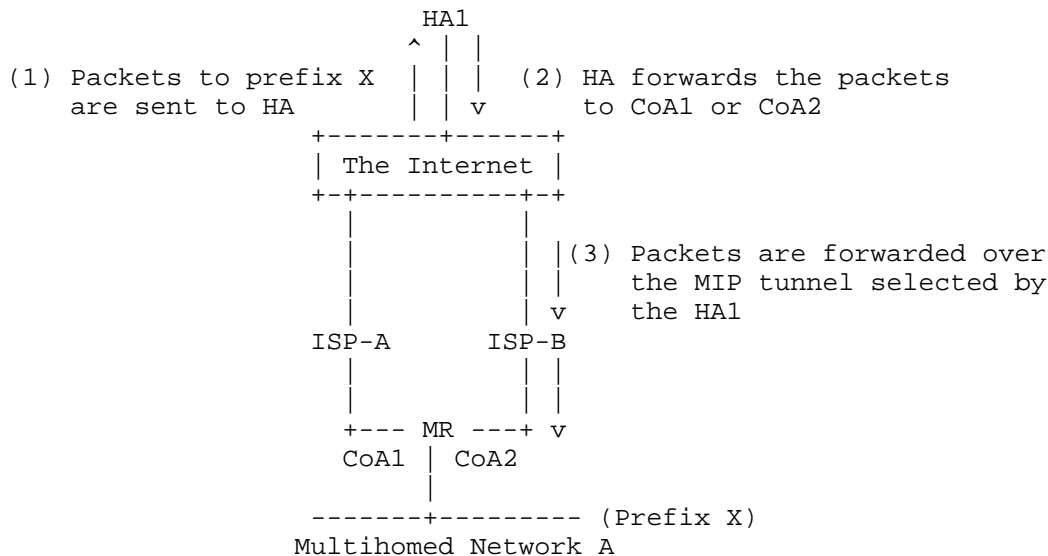 HA1
(1) Packets to prefix X (2) HA forwards the packets
are sent to HA to CoA1 or CoA2
The Internet
(3) Packets are forwarded over
the MIP tunnel selected by
the HA1
ISP-A ISP-B
MR
CoA1 CoA2
(Prefix X)
Multihomed Network A